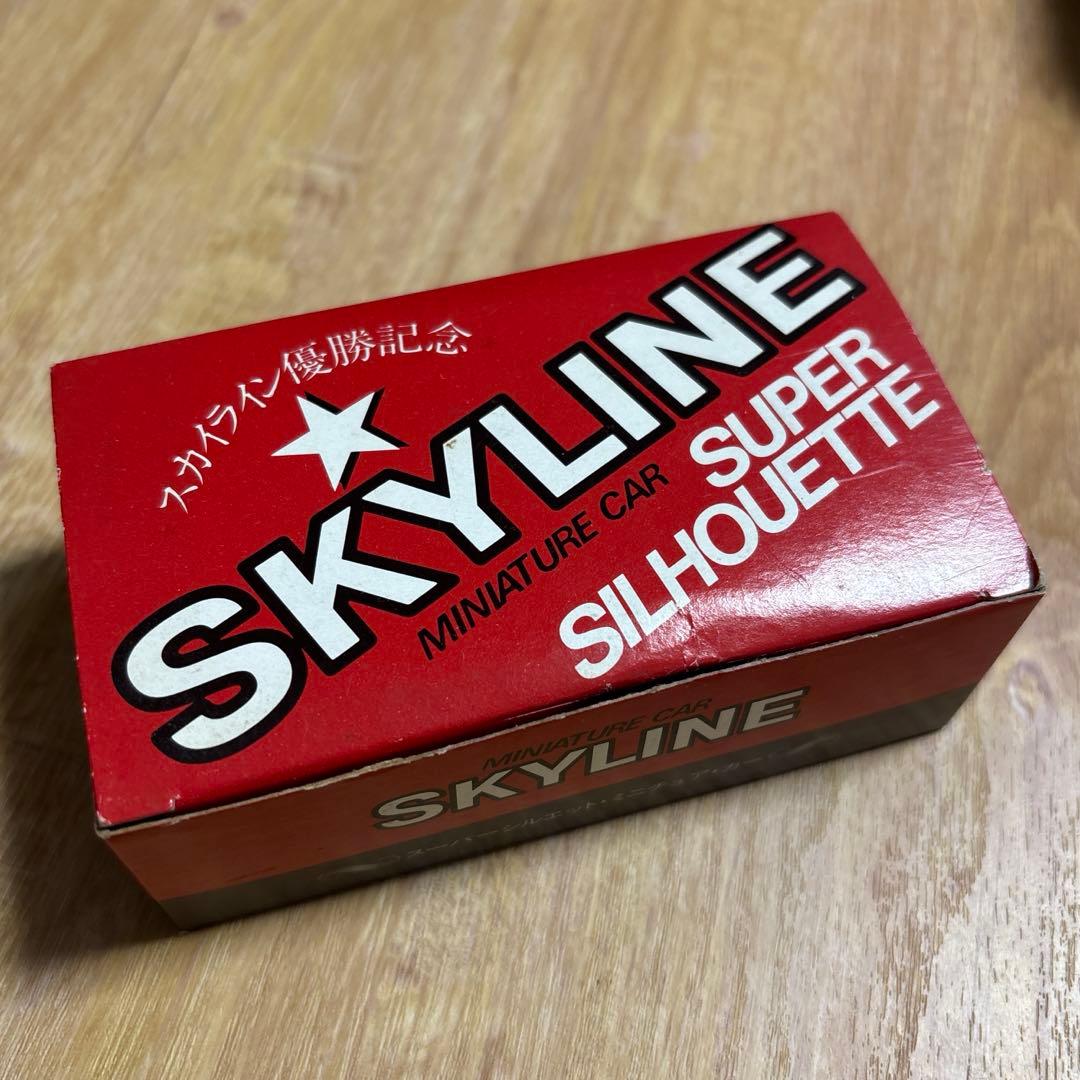 スカイライン優勝記念
SKYLINE
MINIATURE CAR
SUPER
SILHOUETTE
MINIATURE CAR
SKYLINE
スーパーシルエット・ミニチュア・カー